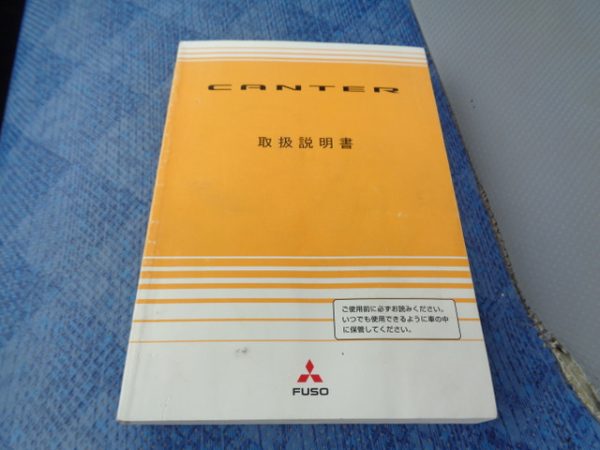 CANTER
取扱説明書
ご使用前に必ずお読みください。
いつでも使用できるように車の中
に保管してください。
FUSO